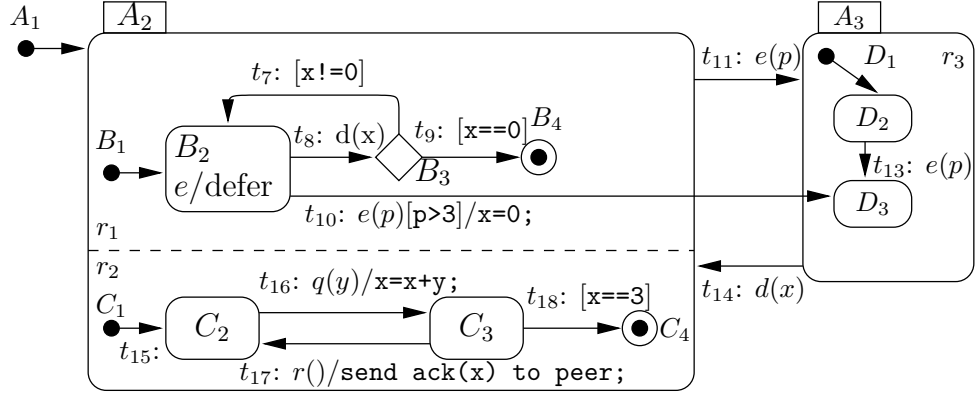 A₁
A₂
A₃
t₇: [x!=0]
t₁₁: e(p)
D₁
r₃
B₁
B₂
e/defer
t₈: d(x)
t₉: [x==0]
B₄
B₃
D₂
t₁₃: e(p)
D₃
t₁₀: e(p)[p>3]/x=0;
r₁
r₂
t₁₄: d(x)
C₁
t₁₅:
C₂
t₁₆: q(y)/x=x+y;
C₃
t₁₈: [x==3]
C₄
t₁₇: r()/send ack(x) to peer;